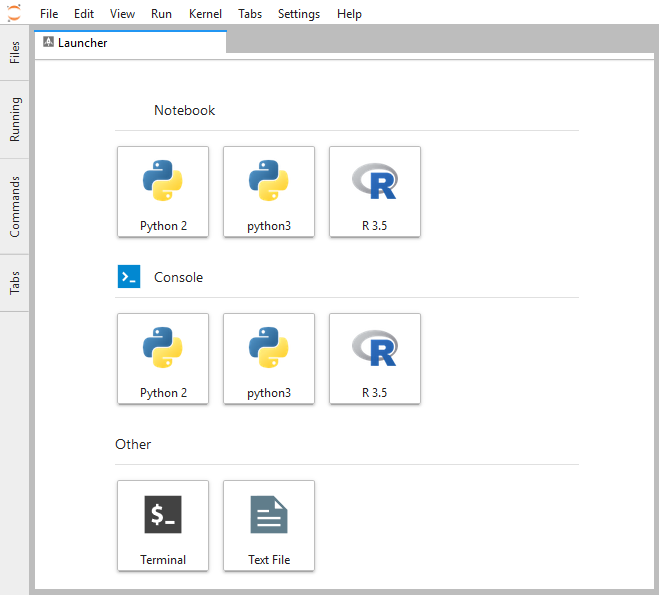 File Edit View Run Kernel Tabs Settings Help
Files
Running
Commands
Tabs
Launcher
Notebook
Python 2 python3 R 3.5
Console
Python 2 python3 R 3.5
Other
$_
Terminal Text File